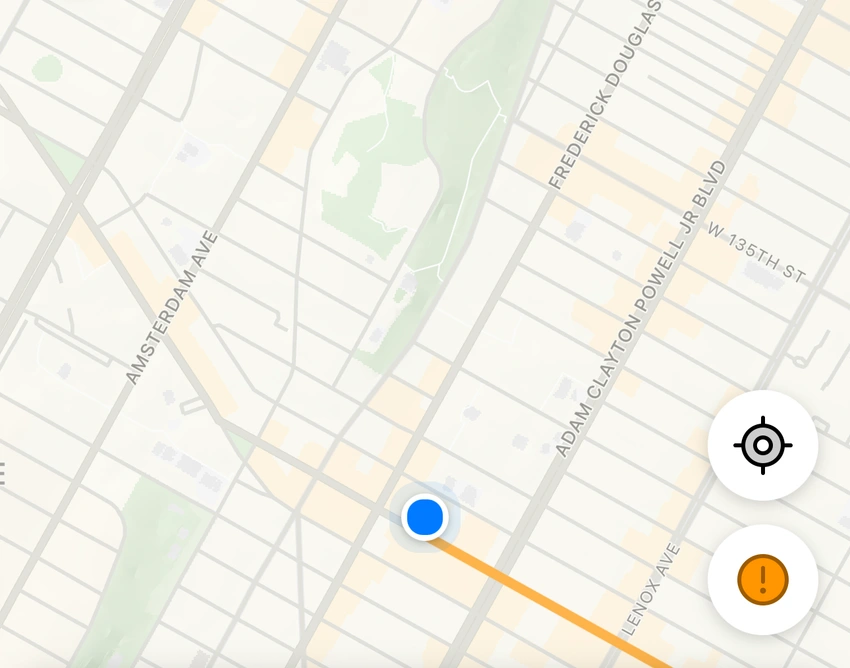 FREDERICK DOUGLAS
ADAM CLAYTON POWELL JR BLVD
W 135TH ST
AMSTERDAM AVE
LENOX AVE